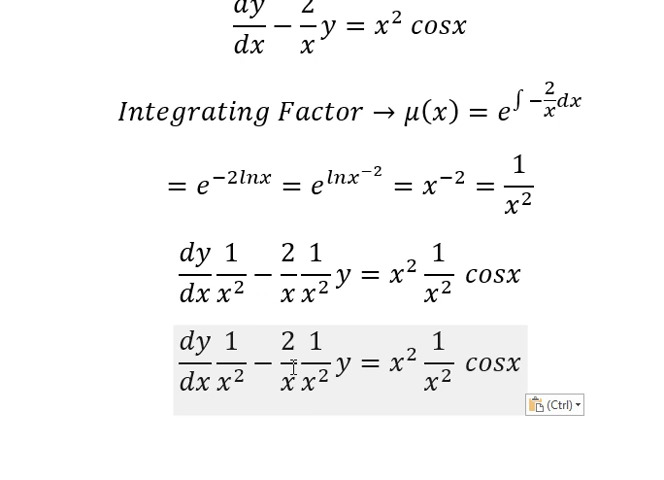 dy/dx − 2/x y = x² cosx
Integrating Factor → μ(x) = e^{∫ −2/x dx}
= e^{−2lnx} = e^{lnx^{−2}} = x^{−2} = 1/x²
dy/dx 1/x² − 2/x 1/x² y = x² 1/x² cosx
dy/dx 1/x² − 2/x 1/x² y = x² 1/x² cosx
(Ctrl)